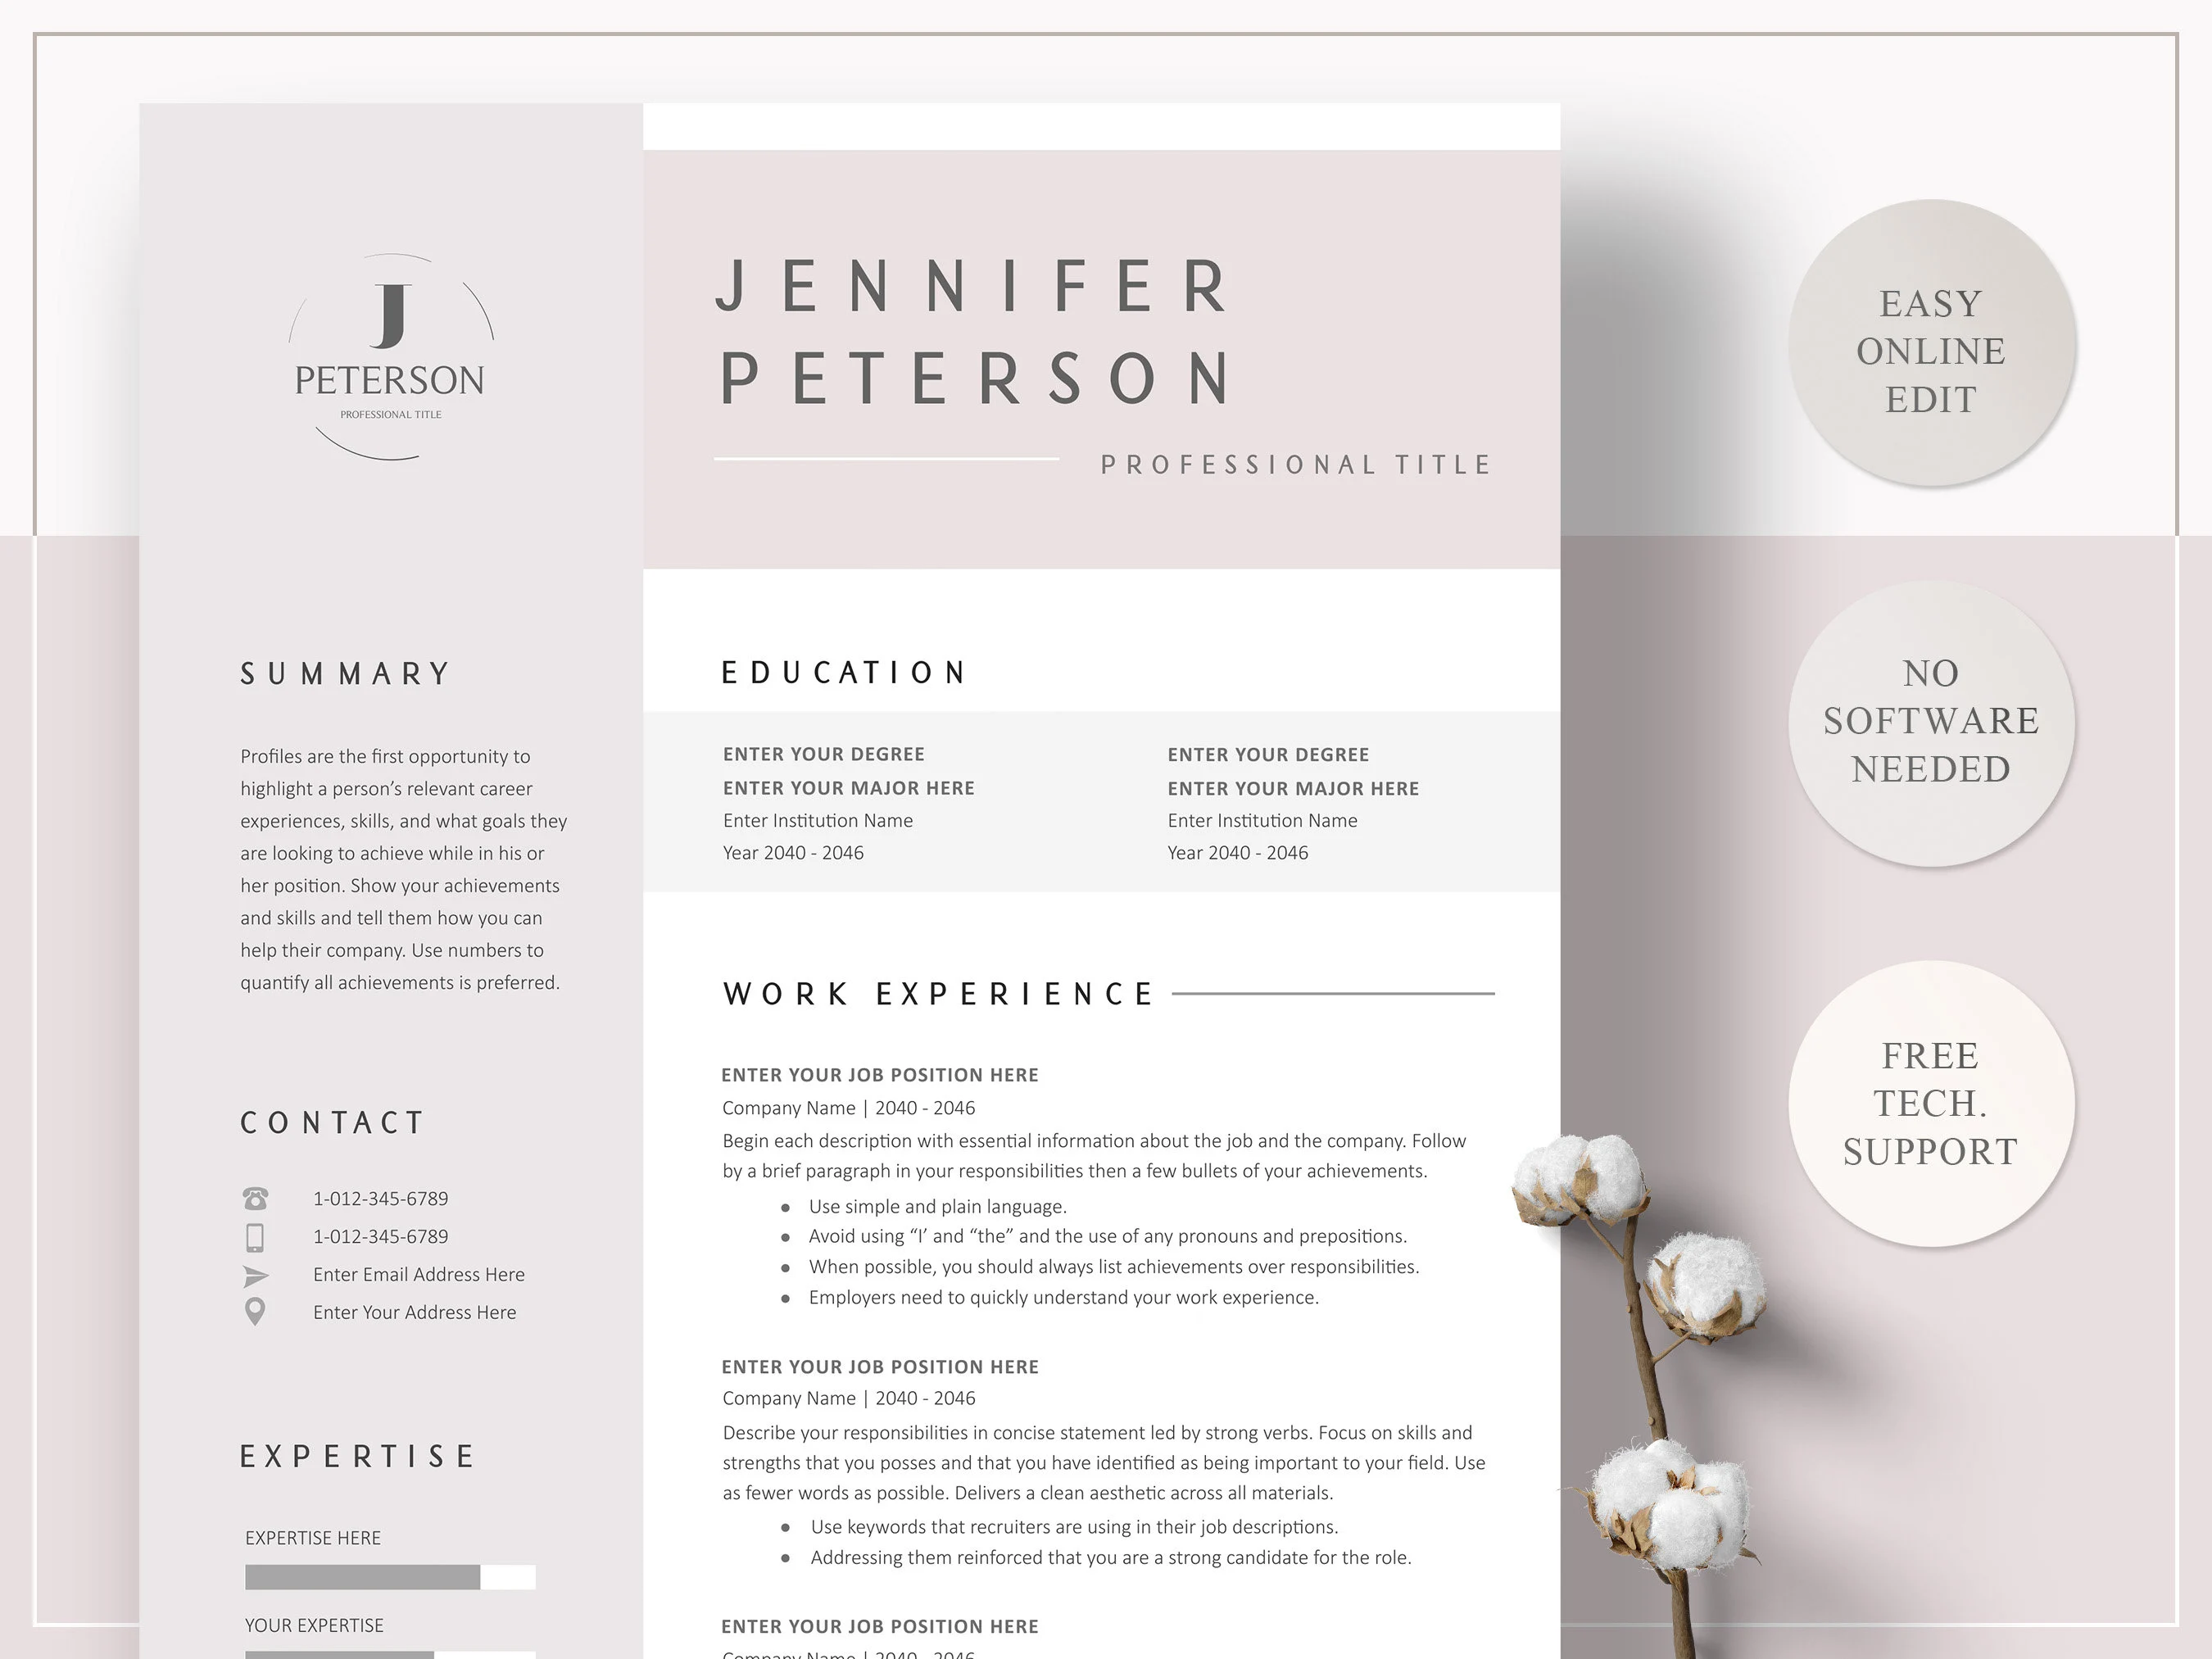 J
PETERSON
PROFESSIONAL TITLE
JENNIFER
PETERSON
PROFESSIONAL TITLE
SUMMARY
Profiles are the first opportunity to
highlight a person’s relevant career
experiences, skills, and what goals they
are looking to achieve while in his or
her position. Show your achievements
and skills and tell them how you can
help their company. Use numbers to
quantify all achievements is preferred.
CONTACT
1-012-345-6789
1-012-345-6789
Enter Email Address Here
Enter Your Address Here
EXPERTISE
EXPERTISE HERE
YOUR EXPERTISE
EDUCATION
ENTER YOUR DEGREE
ENTER YOUR MAJOR HERE
Enter Institution Name
Year 2040 - 2046
ENTER YOUR DEGREE
ENTER YOUR MAJOR HERE
Enter Institution Name
Year 2040 - 2046
WORK EXPERIENCE
ENTER YOUR JOB POSITION HERE
Company Name | 2040 - 2046
Begin each description with essential information about the job and the company. Follow
by a brief paragraph in your responsibilities then a few bullets of your achievements.
● Use simple and plain language.
● Avoid using “I’ and “the” and the use of any pronouns and prepositions.
● When possible, you should always list achievements over responsibilities.
● Employers need to quickly understand your work experience.
ENTER YOUR JOB POSITION HERE
Company Name | 2040 - 2046
Describe your responsibilities in concise statement led by strong verbs. Focus on skills and
strengths that you posses and that you have identified as being important to your field. Use
as fewer words as possible. Delivers a clean aesthetic across all materials.
● Use keywords that recruiters are using in their job descriptions.
● Addressing them reinforced that you are a strong candidate for the role.
ENTER YOUR JOB POSITION HERE
Company Name | 2040 - 2046
EASY
ONLINE
EDIT
NO
SOFTWARE
NEEDED
FREE
TECH.
SUPPORT